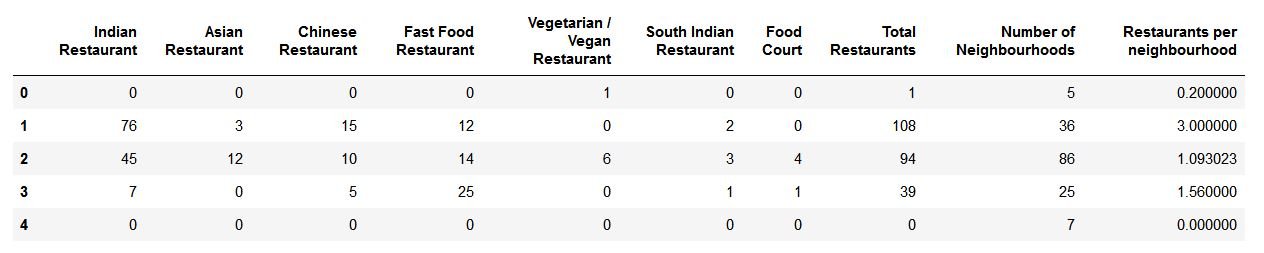 Indian Restaurant Asian Restaurant Chinese Restaurant Fast Food Restaurant Vegetarian / Vegan Restaurant South Indian Restaurant Food Court Total Restaurants Number of Neighbourhoods Restaurants per neighbourhood
0 0 0 0 0 1 0 0 1 5 0.200000
1 76 3 15 12 0 2 0 108 36 3.000000
2 45 12 10 14 6 3 4 94 86 1.093023
3 7 0 5 25 0 1 1 39 25 1.560000
4 0 0 0 0 0 0 0 0 7 0.000000